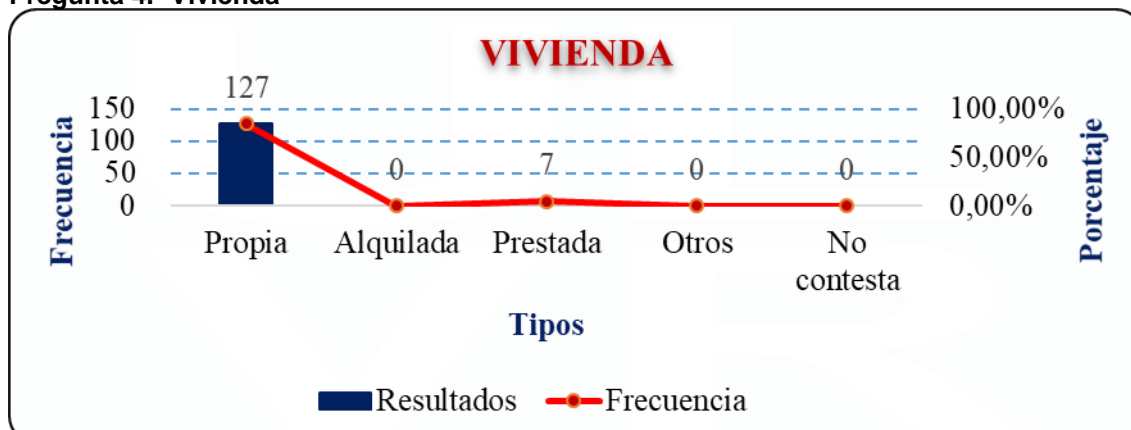 Pregunta 4. Vivienda
VIVIENDA
127
0
7
0
0
150
100
50
0
Frecuencia
100,00%
50,00%
0,00%
Porcentaje
Propia
Alquilada
Prestada
Otros
No
contesta
Tipos
Resultados
Frecuencia